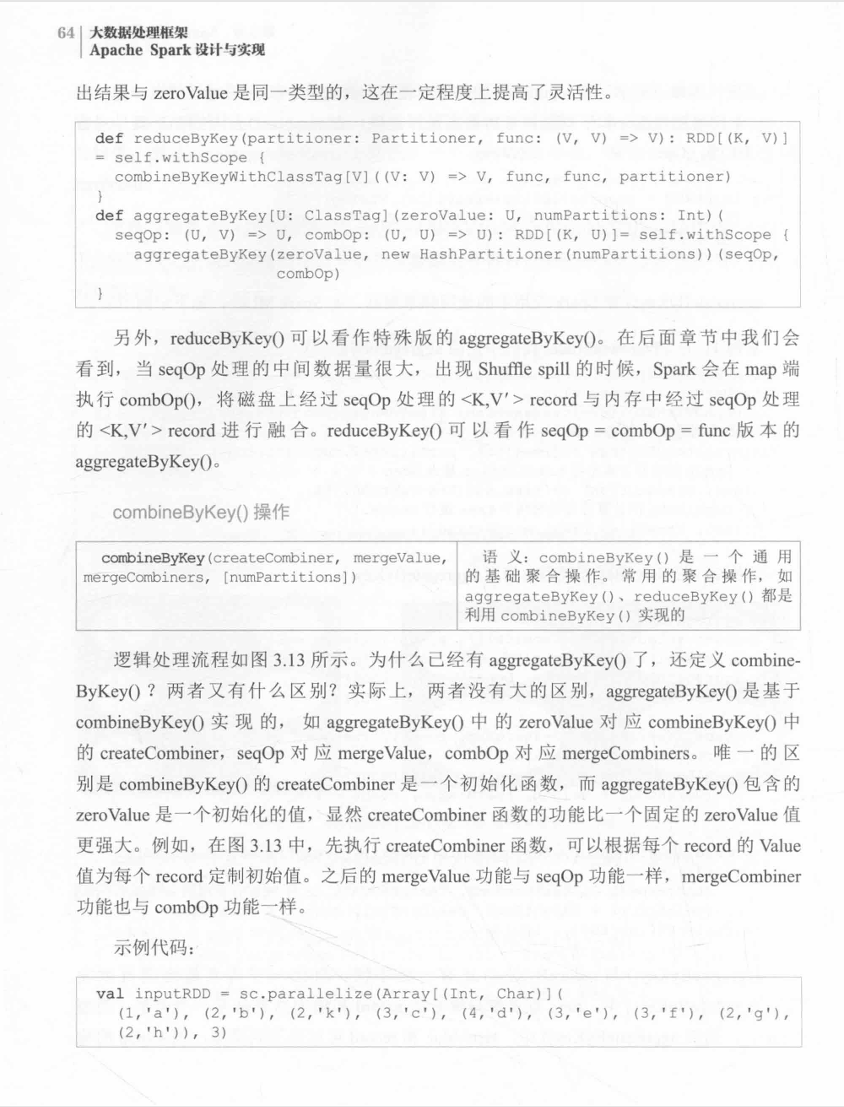 64 大数据处理框架
Apache Spark 设计与实现
出结果与 zeroValue 是同一类型的，这在一定程度上提高了灵活性。
def reduceByKey(partitioner: Partitioner, func: (V, V) => V): RDD[(K, V)]
= self.withScope {
combineByKeyWithClassTag[V]((V: V) => V, func, func, partitioner)
}
def aggregateByKey[U: ClassTag](zeroValue: U, numPartitions: Int)(
seqOp: (U, V) => U, combOp: (U, U) => U): RDD[(K, U)]= self.withScope {
aggregateByKey(zeroValue, new HashPartitioner(numPartitions))(seqOp,
combOp)
}
另外，reduceByKey() 可以看作特殊版的 aggregateByKey()。在后面章节中我们会
看到，当 seqOp 处理的中间数据量很大，出现 Shuffle spill 的时候，Spark 会在 map 端
执行 combOp()，将磁盘上经过 seqOp 处理的 <K,V′> record 与内存中经过 seqOp 处理
的 <K,V′> record 进行融合。reduceByKey() 可以看作 seqOp = combOp = func 版本的
aggregateByKey()。
combineByKey() 操作
combineByKey(createCombiner, mergeValue,
mergeCombiners, [numPartitions])
语义：combineByKey() 是一个通用
的基础聚合操作。常用的聚合操作，如
aggregateByKey()、reduceByKey() 都是
利用 combineByKey() 实现的
逻辑处理流程如图 3.13 所示。为什么已经有 aggregateByKey() 了，还定义 combine-
ByKey()？两者又有什么区别？实际上，两者没有大的区别，aggregateByKey() 是基于
combineByKey() 实现的，如 aggregateByKey() 中的 zeroValue 对应 combineByKey() 中
的 createCombiner，seqOp 对应 mergeValue，combOp 对应 mergeCombiners。唯一的区
别是 combineByKey() 的 createCombiner 是一个初始化函数，而 aggregateByKey() 包含的
zeroValue 是一个初始化的值，显然 createCombiner 函数的功能比一个固定的 zeroValue 值
更强大。例如，在图 3.13 中，先执行 createCombiner 函数，可以根据每个 record 的 Value
值为每个 record 定制初始值。之后的 mergeValue 功能与 seqOp 功能一样，mergeCombiner
功能也与 combOp 功能一样。
示例代码：
val inputRDD = sc.parallelize(Array[(Int, Char)](
(1,'a'), (2,'b'), (2,'k'), (3,'c'), (4,'d'), (3,'e'), (3,'f'), (2,'g'),
(2,'h')), 3)